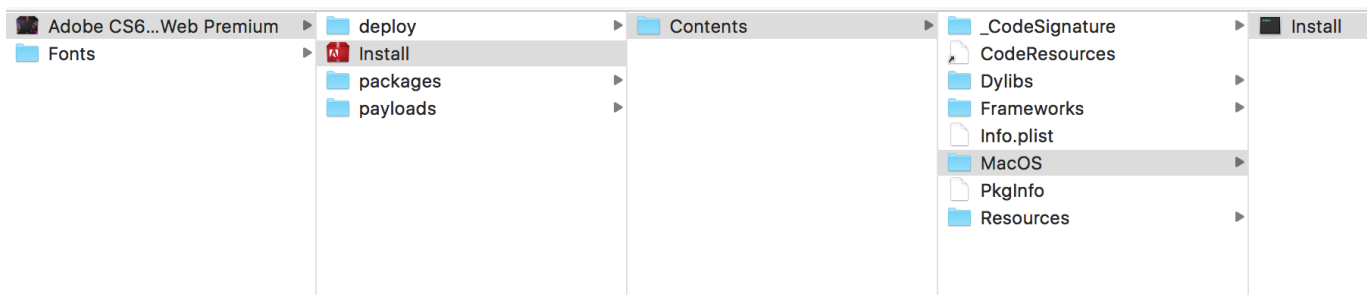 Adobe CS6...Web Premium
Fonts
deploy
Install
packages
payloads
Contents
_CodeSignature
CodeResources
Dylibs
Frameworks
Info.plist
MacOS
PkgInfo
Resources
Install